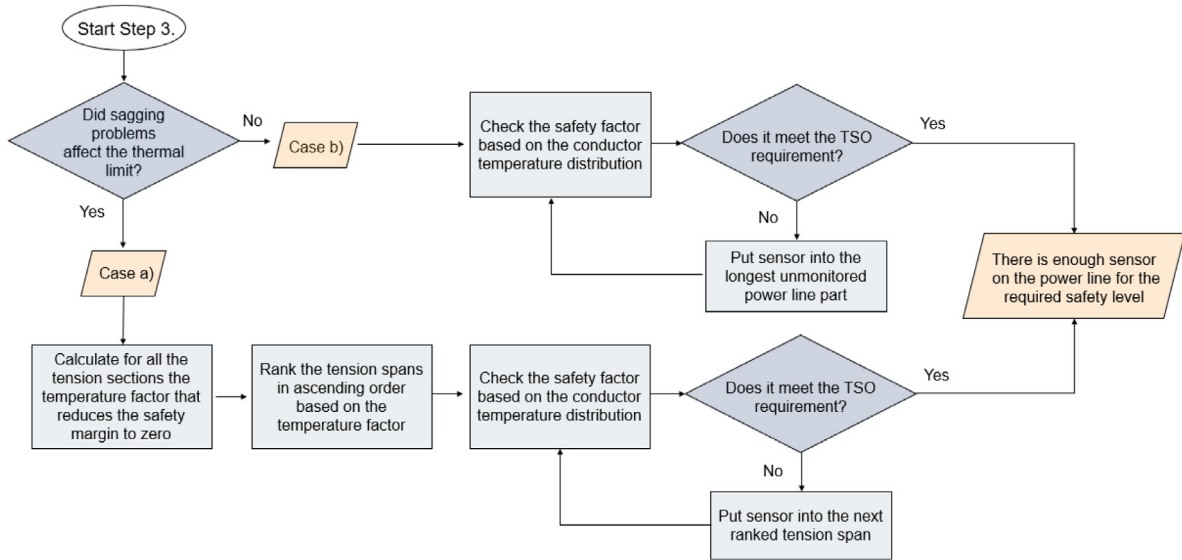 Start Step 3.
Did sagging
problems
affect the thermal
limit?
No
Case b)
Check the safety factor
based on the conductor
temperature distribution
Does it meet the TSO
requirement?
Yes
No
Put sensor into the
longest unmonitored
power line part
There is enough sensor
on the power line for the
required safety level
Yes
Case a)
Calculate for all the
tension sections the
temperature factor that
reduces the safety
margin to zero
Rank the tension spans
in ascending order
based on the
temperature factor
Check the safety factor
based on the conductor
temperature distribution
Does it meet the TSO
requirement?
Yes
No
Put sensor into the next
ranked tension span